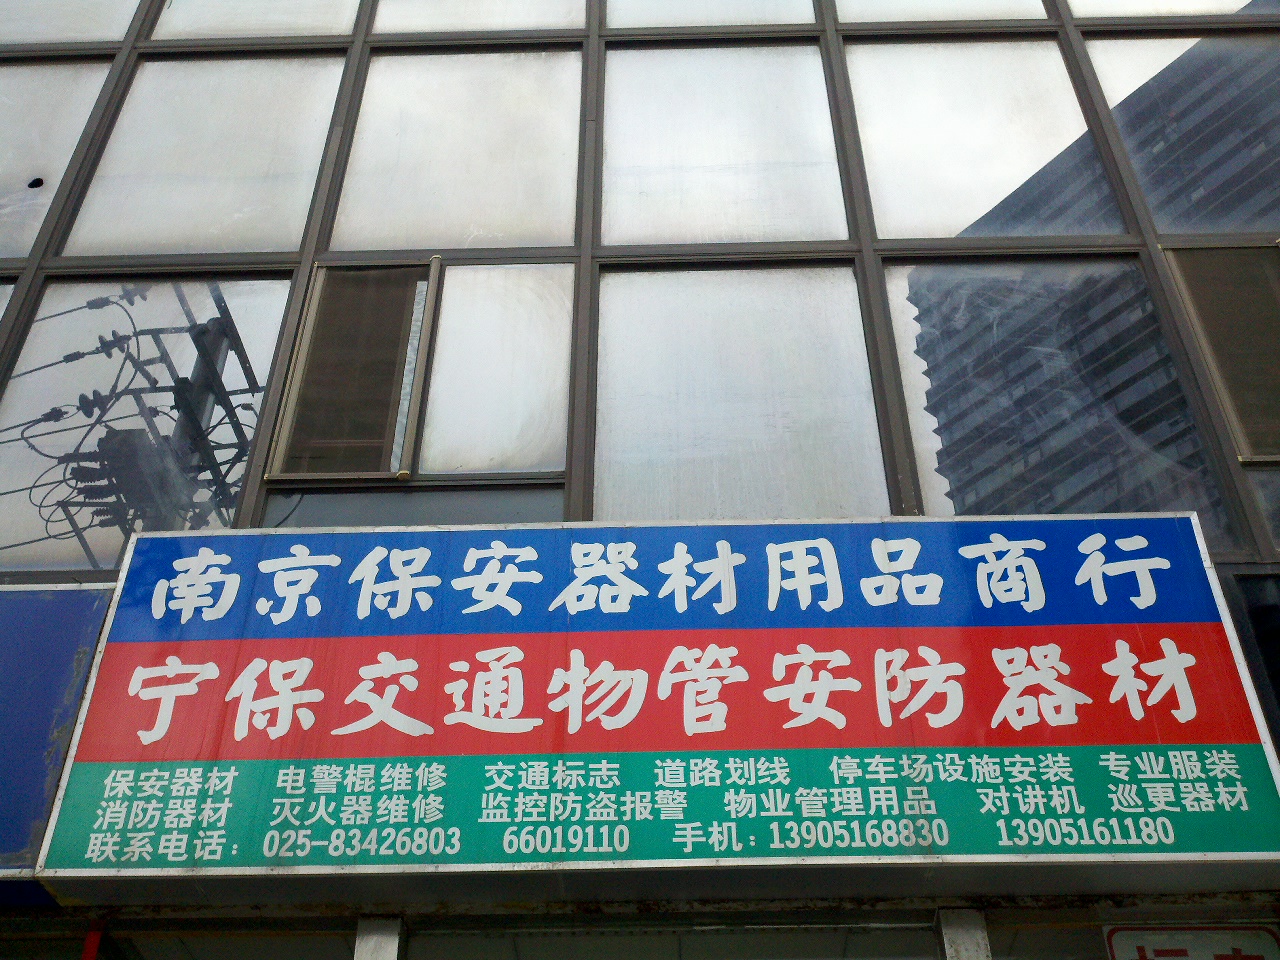 南京保安器材用品商行
宁保交通物管安防器材
保安器材 电警棍维修 交通标志 道路划线 停车场设施安装 专业服装
消防器材 灭火器维修 监控防盗报警 物业管理用品 对讲机 巡更器材
联系电话：025-83426803 66019110 手机：13905168830 13905161180